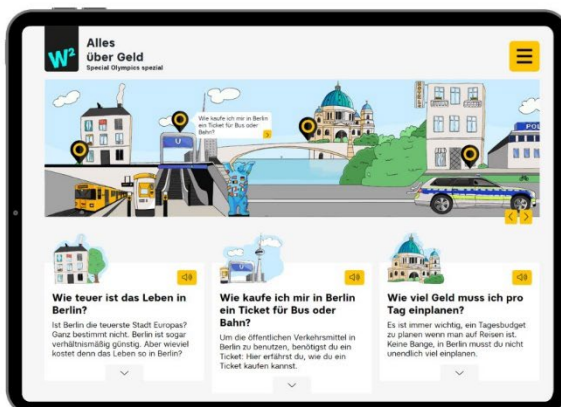 W²
Alles
über Geld
Special Olympics spezial
Wie kaufe ich mir in Berlin
ein Ticket für Bus oder
Bahn?
U
POL
Wie teuer ist das Leben in
Berlin?
Ist Berlin die teuerste Stadt Europas?
Ganz bestimmt nicht. Berlin ist sogar
verhältnismäßig günstig. Aber wieviel
kostet denn das Leben so in Berlin?
Wie kaufe ich mir in Berlin
ein Ticket für Bus oder
Bahn?
Um die öffentlichen Verkehrsmittel in
Berlin zu benutzen, benötigst du ein
Ticket: Hier erfährst du, wie du ein
Ticket kaufen kannst.
Wie viel Geld muss ich pro
Tag einplanen?
Es ist immer wichtig, ein Tagesbudget
zu planen wenn man auf Reisen ist.
Keine Bange, in Berlin musst du nicht
unendlich viel einplanen.